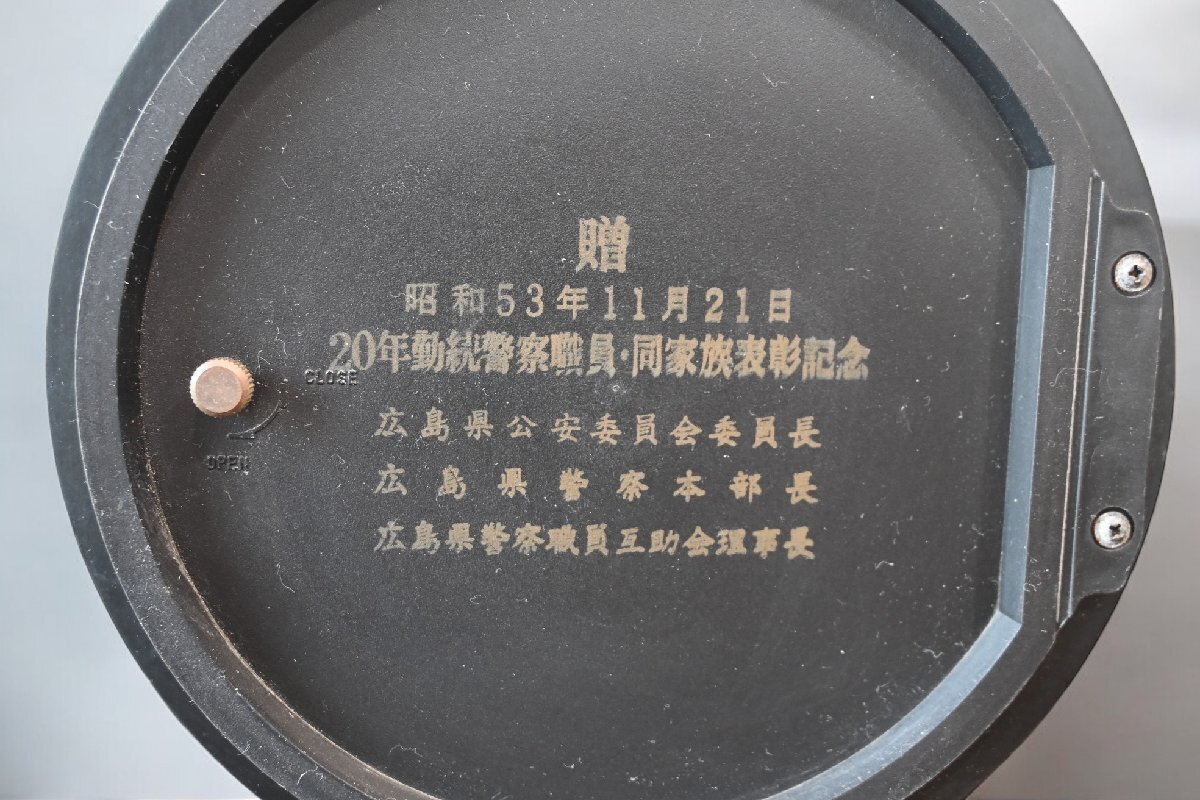 贈
昭和53年11月21日
20年勤続警察職員・同家族表彰記念
CLOSE
広島県公安委員会委員長
OPEN
広島県警察本部長
広島県警察職員互助会理事長